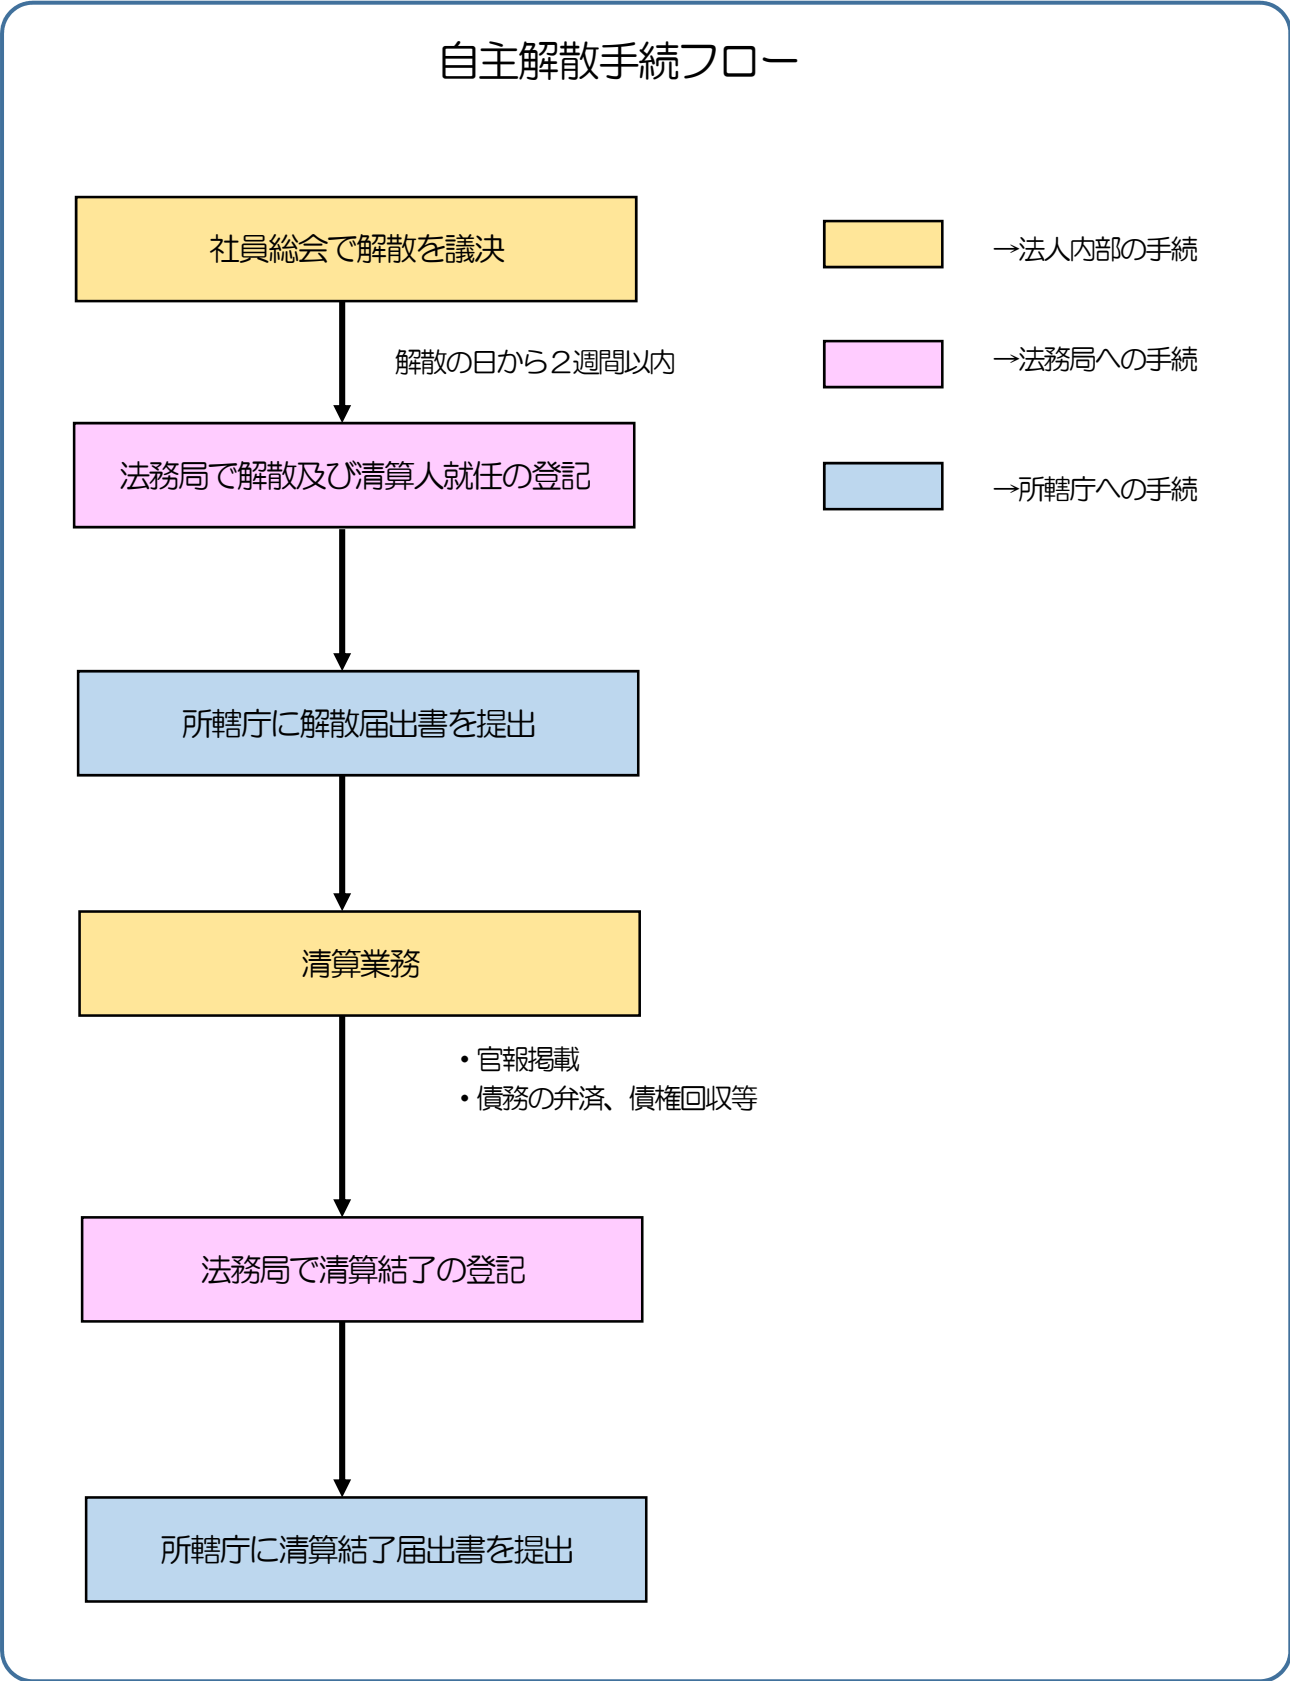 自主解散手続フロー
社員総会で解散を議決
→法人内部の手続
解散の日から２週間以内
→法務局への手続
法務局で解散及び清算人就任の登記
→所轄庁への手続
所轄庁に解散届出書を提出
清算業務
・官報掲載
・債務の弁済、債権回収等
法務局で清算結了の登記
所轄庁に清算結了届出書を提出